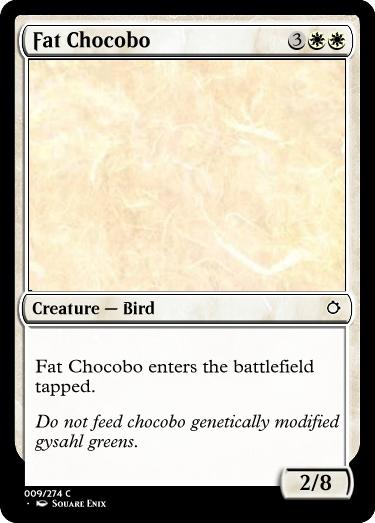 Fat Chocobo 3
Creature — Bird
Fat Chocobo enters the battlefield
tapped.
Do not feed chocobo genetically modified
gysahl greens.
2/8
009/274 C
· Square Enix